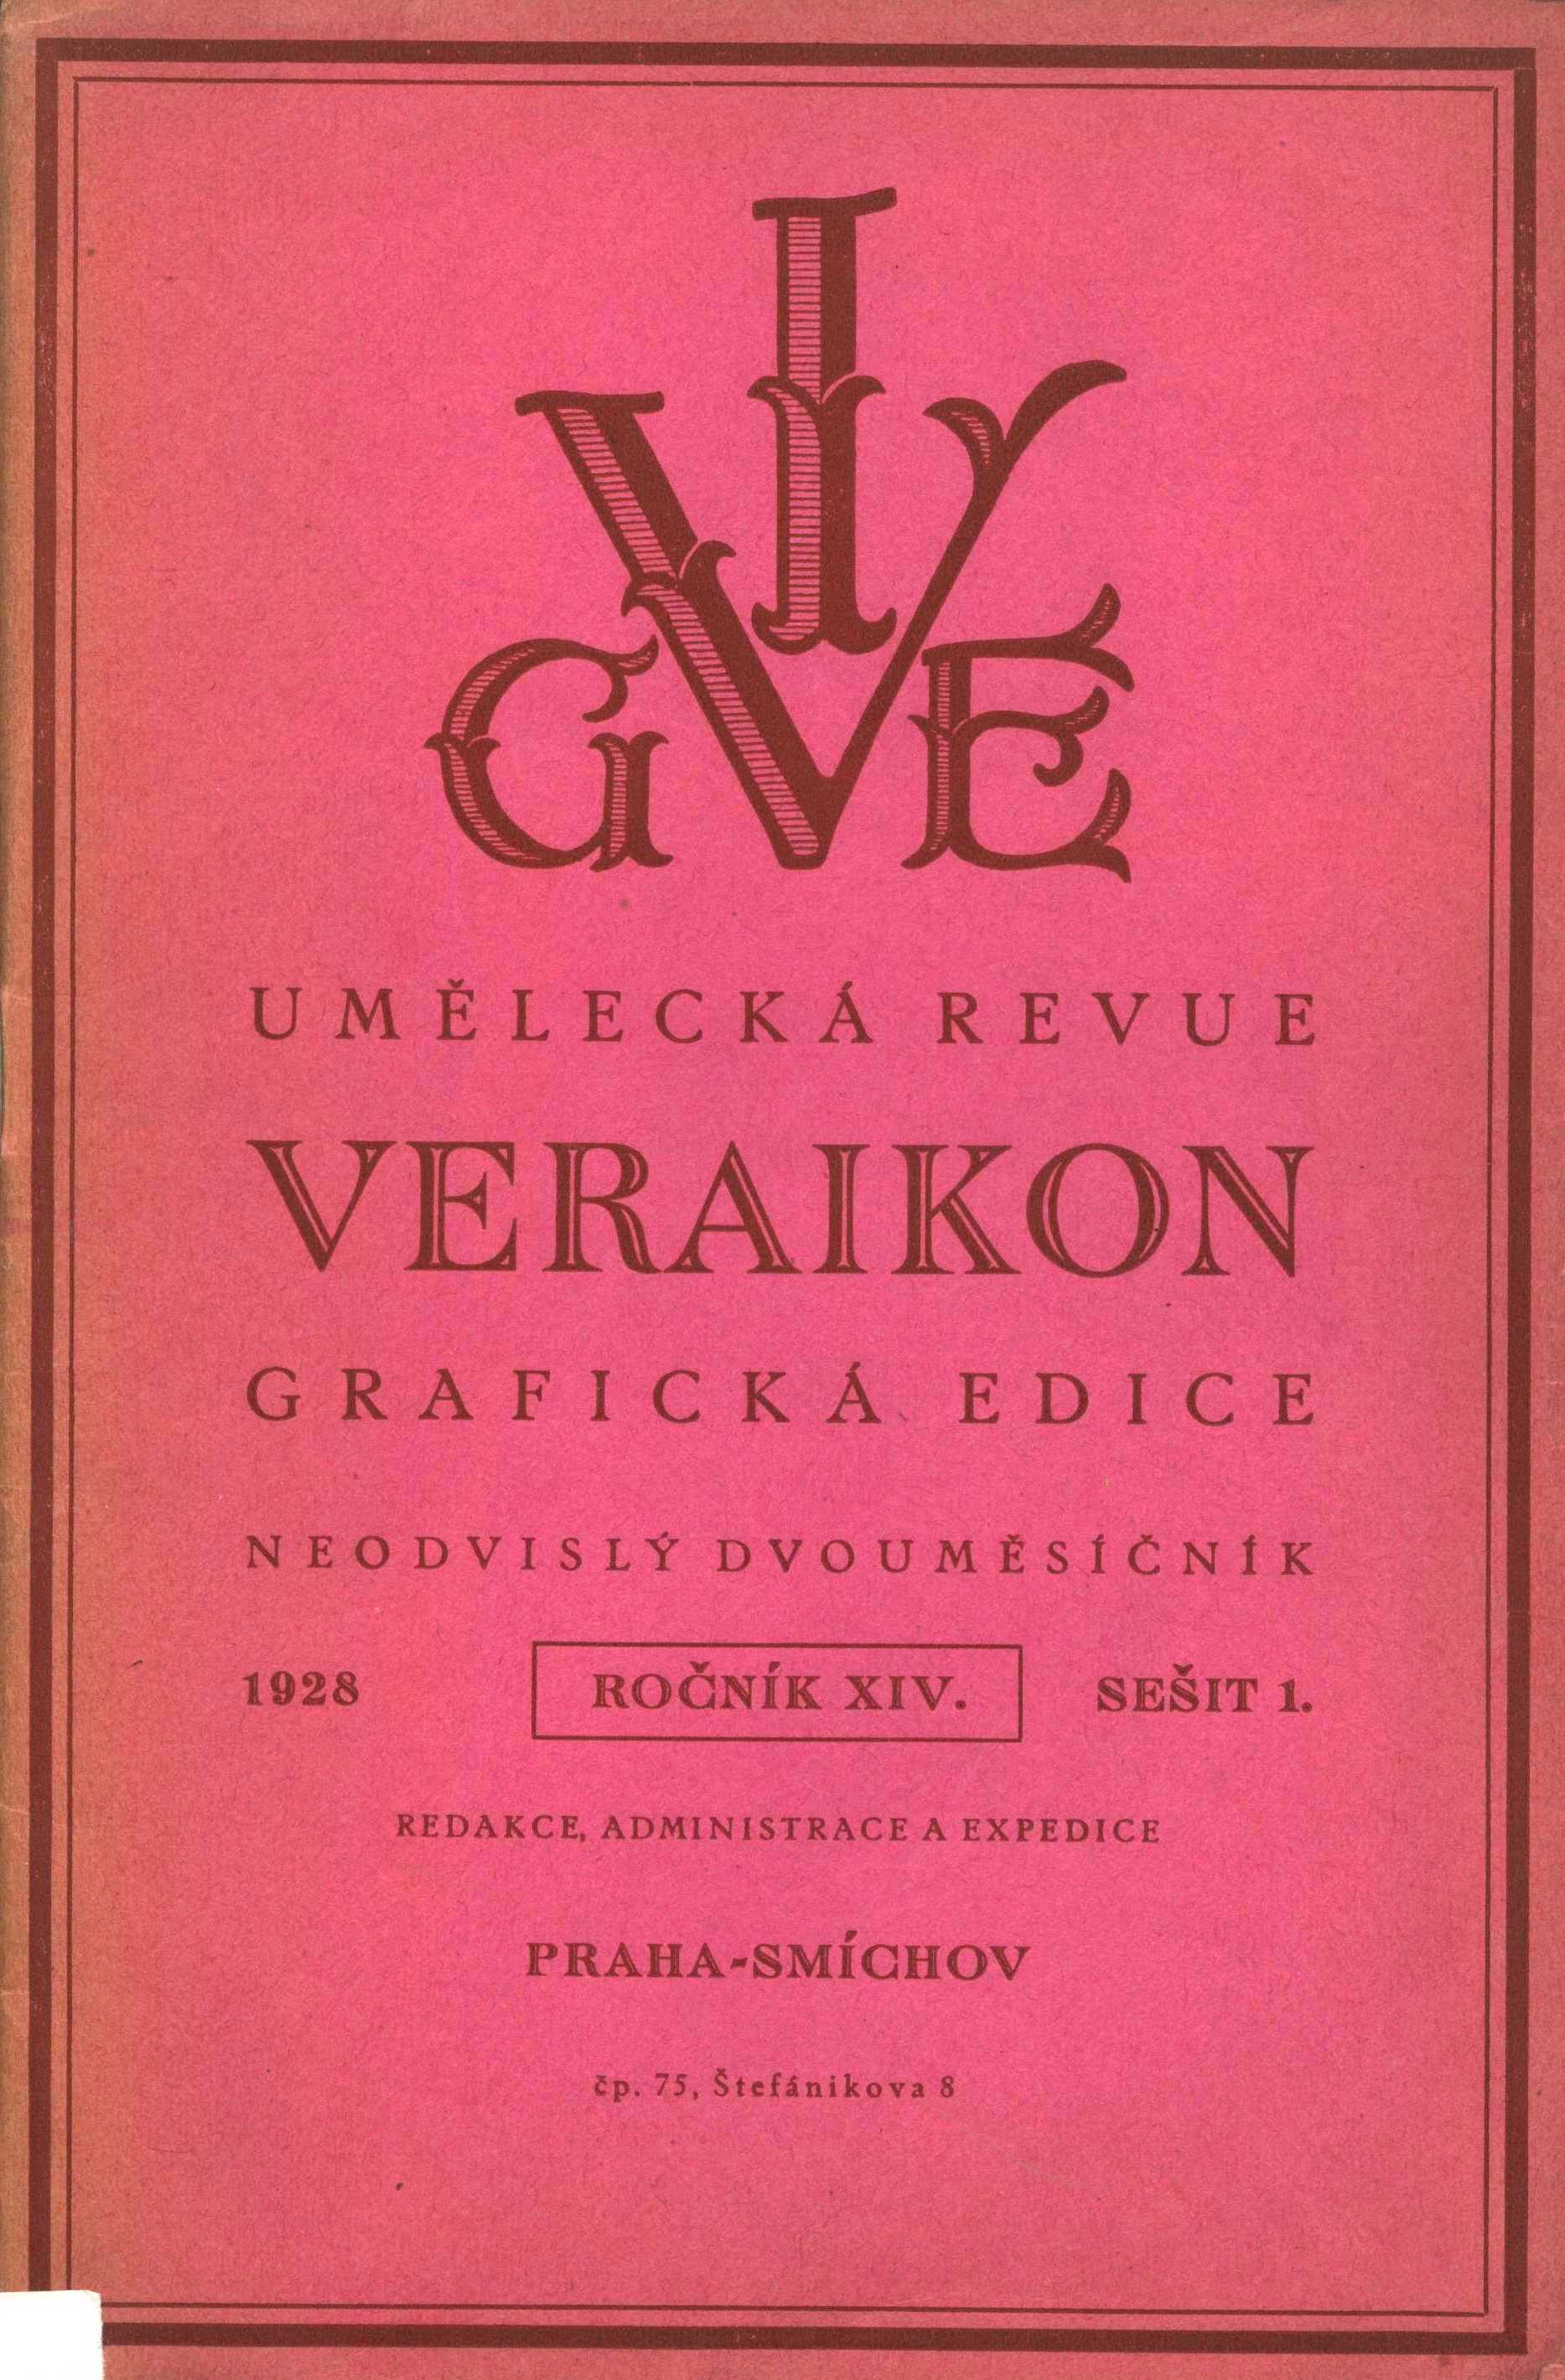 I
GVE
UMĚLECKÁ REVUE
VERAIKON
GRAFICKÁ EDICE
NEODVISLÝ DVOUMĚSÍČNÍK
1928 ROČNÍK XIV. SEŠIT 1.
REDAKCE, ADMINISTRACE A EXPEDICE
PRAHA-SMÍCHOV
čp. 75, Štefánikova 8